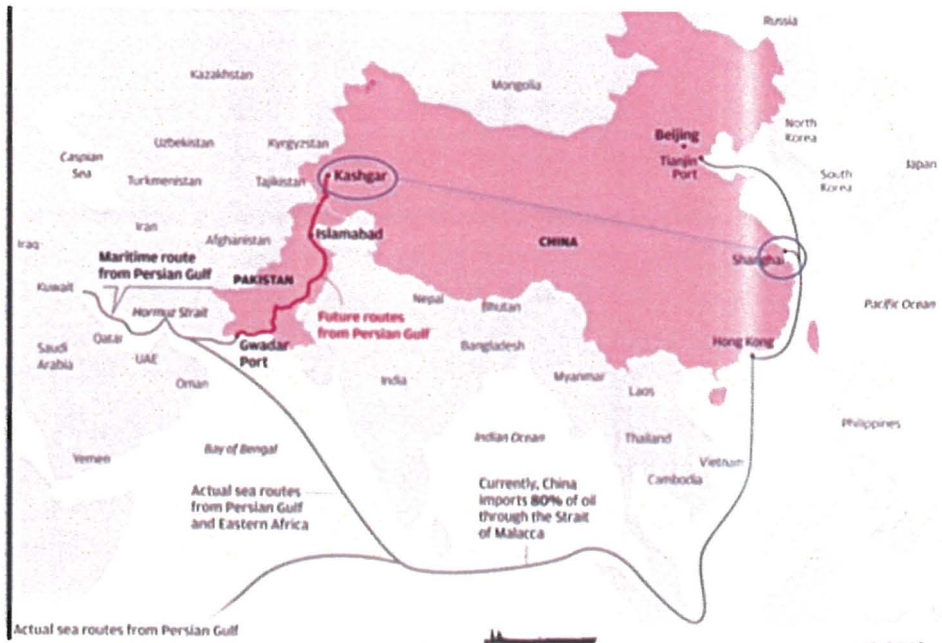 Russia
Kazakhstan
Mongolia
North
Korea
Beijing
Tianjin
Port
Uzbekistan
Kyrgyzstan
Caspian
Sea
Turkmenistan
Tajikistan
Kashgar
South
Korea
Japan
Iran
Afghanistan
Islamabad
CHINA
Iraq
Shanghai
Maritime route
from Persian Gulf
PAKISTAN
Kuwait
Hormuz Strait
Nepal
Bhutan
Pacific Ocean
Future routes
from Persian Gulf
Qatar
Saudi
Arabia
UAE
Gwadar
Port
Bangladesh
Hong Kong
Oman
India
Myanmar
Laos
Philippines
Yemen
Bay of Bengal
Indian Ocean
Thailand
Vietnam
Cambodia
Actual sea routes
from Persian Gulf
and Eastern Africa
Currently, China
imports 80% of oil
through the Strait
of Malacca
Actual sea routes from Persian Gulf